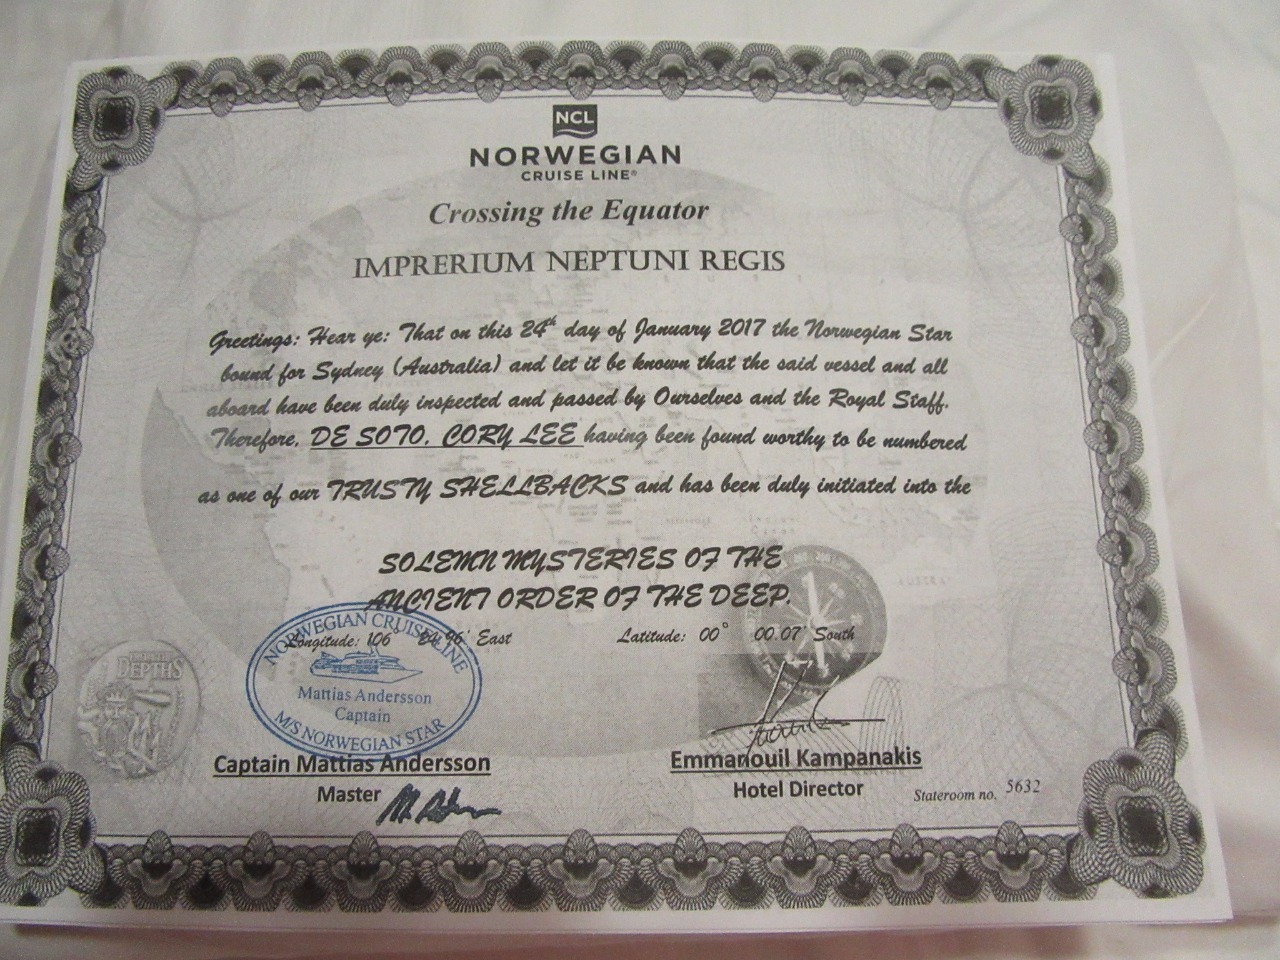 NCL
NORWEGIAN
CRUISE LINE®
Crossing the Equator
IMPRERIUM NEPTUNI REGIS
Greetings: Hear ye: That on this 24th day of January 2017 the Norwegian Star
bound for Sydney (Australia) and let it be known that the said vessel and all
aboard have been duly inspected and passed by Ourselves and the Royal Staff.
Therefore, DE SOTO, CORY LEE having been found worthy to be numbered
as one of our TRUSTY SHELLBACKS and has been duly initiated into the
SOLEMN MYSTERIES OF THE
ANCIENT ORDER OF THE DEEP.
Longitude: 106 East
Latitude: 00° 00.07' South
NORWEGIAN CRUISE LINE
Mattias Andersson
Captain
M/S NORWEGIAN STAR
DEPTHS
Captain Mattias Andersson
Master
Emmanouil Kampanakis
Hotel Director
Stateroom no. 5632